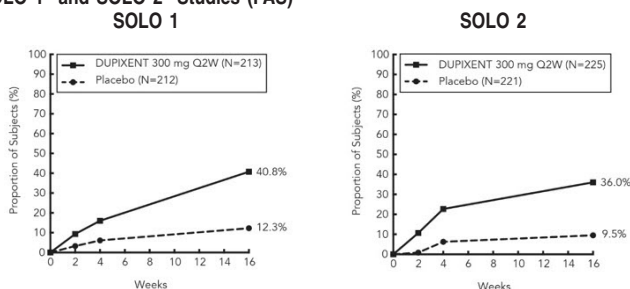 SOLO 1 and SOLO 2 Studies (FAS)
SOLO 1
100
90
80
70
60
50
40
30
20
10
0
DUPIXENT 300 mg Q2W (N=213)
Placebo (N=212)
40.8%
12.3%
0 2 4 6 8 10 12 14 16
Weeks
Proportion of Subjects (%)
SOLO 2
100
90
80
70
60
50
40
30
20
10
0
DUPIXENT 300 mg Q2W (N=225)
Placebo (N=221)
36.0%
9.5%
0 2 4 6 8 10 12 14 16
Weeks
Proportion of Subjects (%)